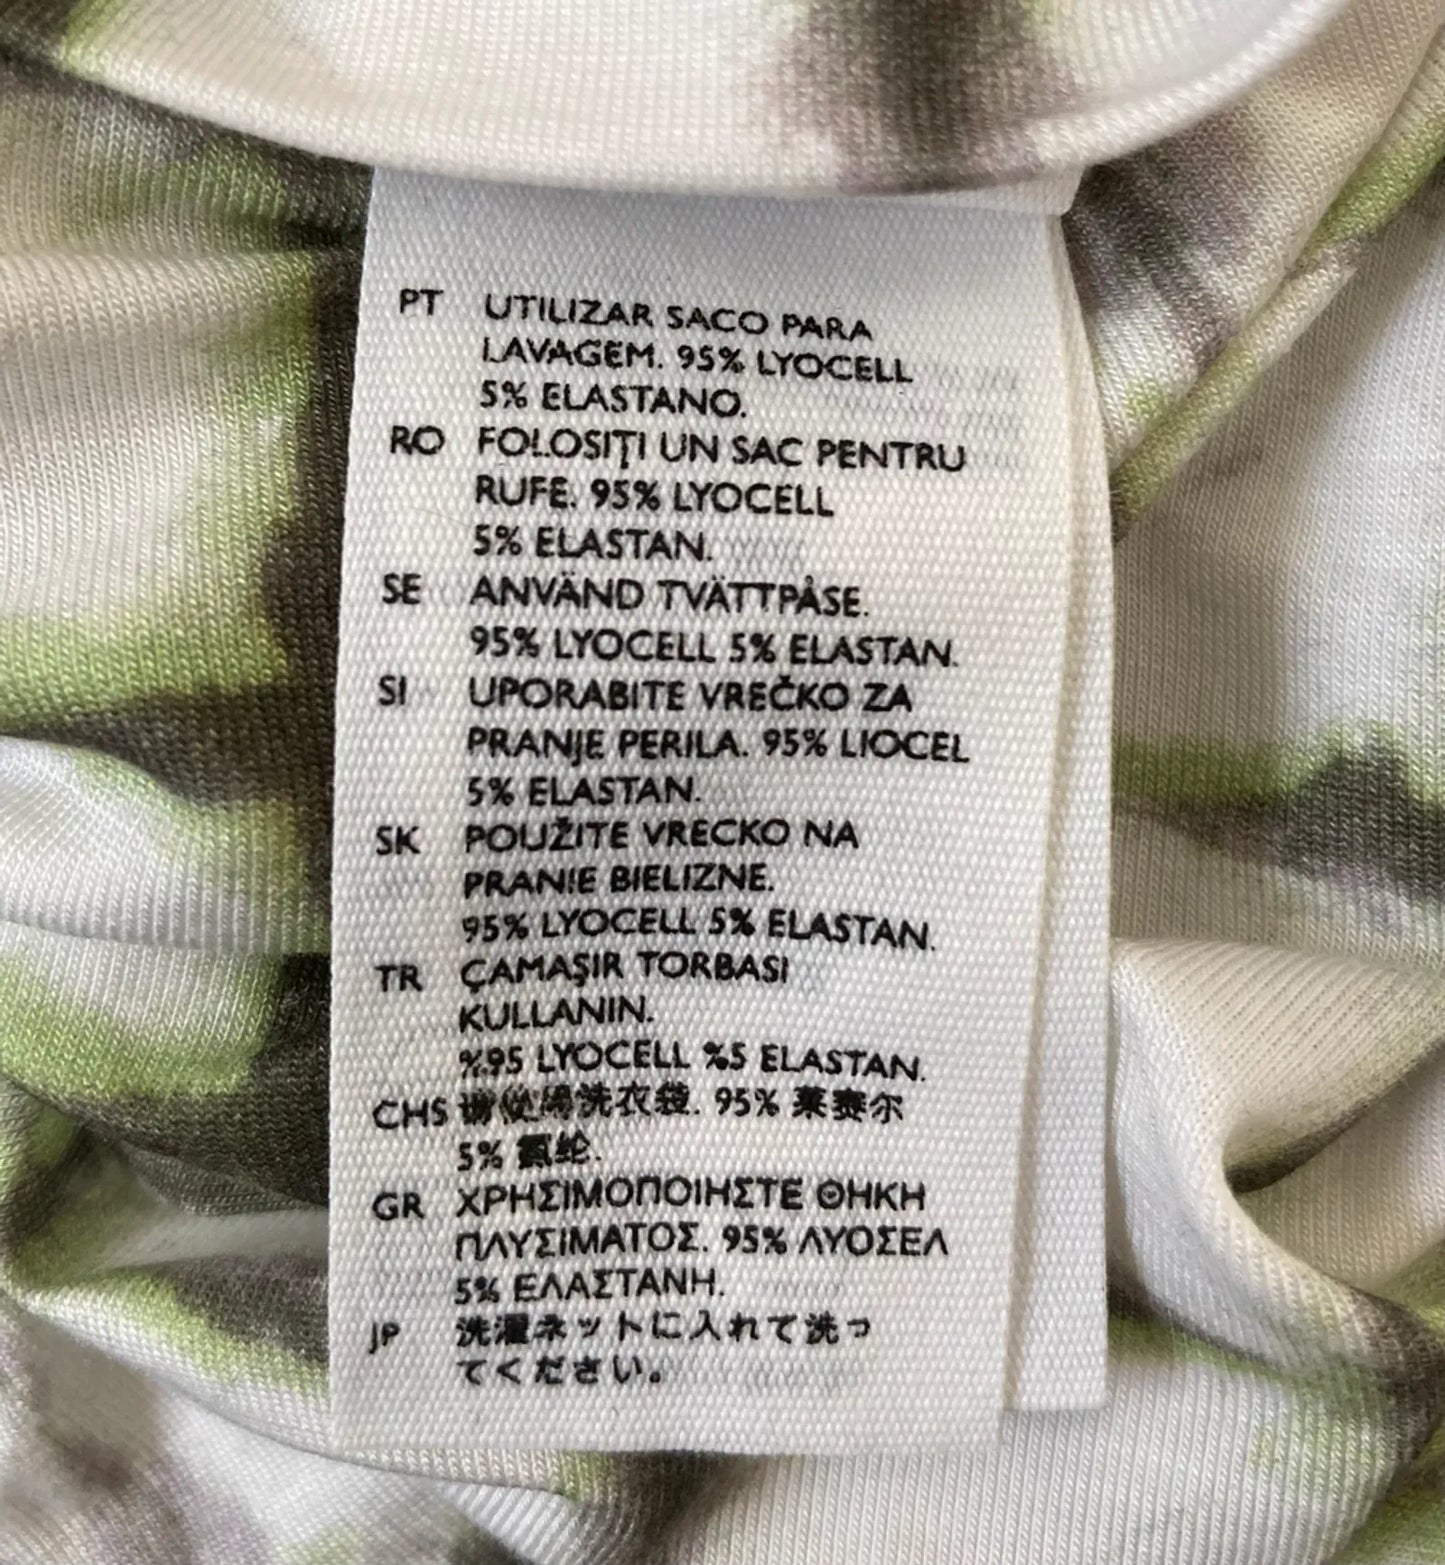 PT UTILIZAR SACO PARA
LAVAGEM. 95% LYOCELL
5% ELASTANO.
RO FOLOSIȚI UN SAC PENTRU
RUFE. 95% LYOCELL
5% ELASTAN.
SE ANVÄND TVÄTTPÅSE.
95% LYOCELL 5% ELASTAN.
SI UPORABITE VREČKO ZA
PRANJE PERILA. 95% LIOCEL
5% ELASTAN.
SK POUŽITE VRECKO NA
PRANIE BIELIZNE.
95% LYOCELL 5% ELASTAN.
TR ÇAMAŞIR TORBASI
KULLANIN.
%95 LYOCELL %5 ELASTAN.
CHS 洗衣袋. 95% 莱赛尔
5% 氨纶.
GR ΧΡΗΣΙΜΟΠΟΙΗΣΤΕ ΘΗΚΗ
ΠΛΥΣΙΜΑΤΟΣ. 95% ΛΥΟΣΕΛ
5% ΕΛΑΣΤΑΝΗ.
JP 洗濯ネットに入れて洗っ
てください。